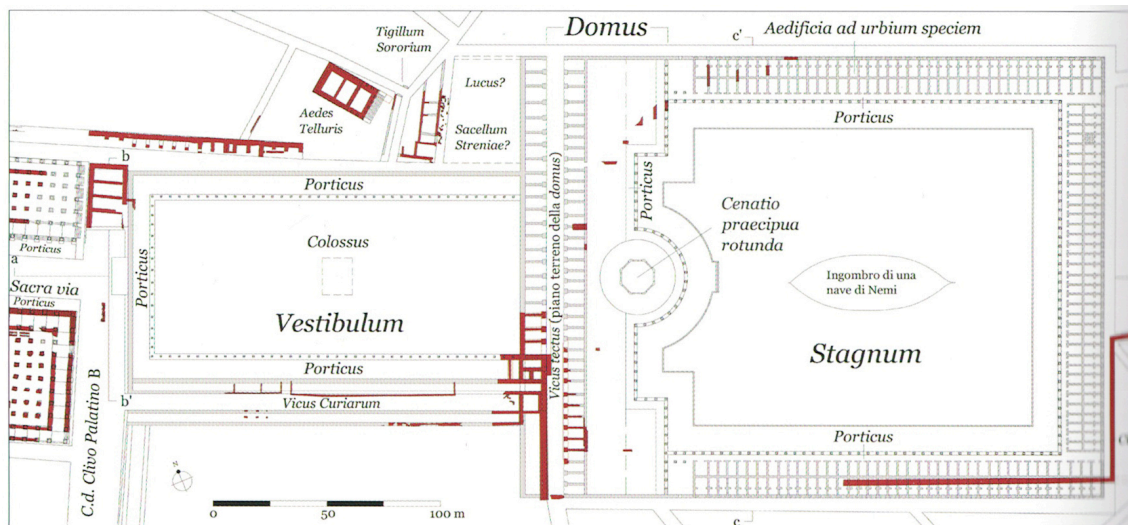 Domus
c'
Aedificia ad urbium speciem
Tigillum
Sororium
Lucus?
Aedes
Telluris
Sacellum
Streniae?
Porticus
b
Porticus
Porticus
Vicus tectus (piano terreno della domus)
Porticus
Cenatio
praecipua
rotunda
Colossus
Porticus
a
Sacra via
Porticus
Ingombro di una
nave di Nemi
Vestibulum
Stagnum
Porticus
b'
Vicus Curiarum
C.d. Clivo Palatino B
Porticus
N
0 50 100 m
c